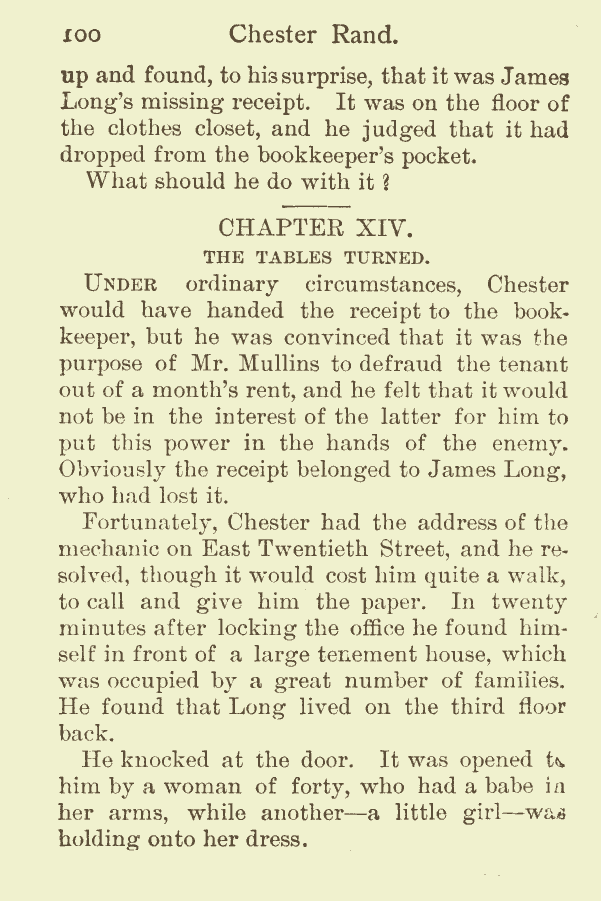 100 Chester Rand.
up and found, to his surprise, that it was James
Long's missing receipt. It was on the floor of
the clothes closet, and he judged that it had
dropped from the bookkeeper's pocket.
What should he do with it?
CHAPTER XIV.
THE TABLES TURNED.
UNDER ordinary circumstances, Chester
would have handed the receipt to the book-
keeper, but he was convinced that it was the
purpose of Mr. Mullins to defraud the tenant
out of a month's rent, and he felt that it would
not be in the interest of the latter for him to
put this power in the hands of the enemy.
Obviously the receipt belonged to James Long,
who had lost it.
Fortunately, Chester had the address of the
mechanic on East Twentieth Street, and he re-
solved, though it would cost him quite a walk,
to call and give him the paper. In twenty
minutes after locking the office he found him-
self in front of a large tenement house, which
was occupied by a great number of families.
He found that Long lived on the third floor
back.
He knocked at the door. It was opened to
him by a woman of forty, who had a babe in
her arms, while another—a little girl—was
holding onto her dress.